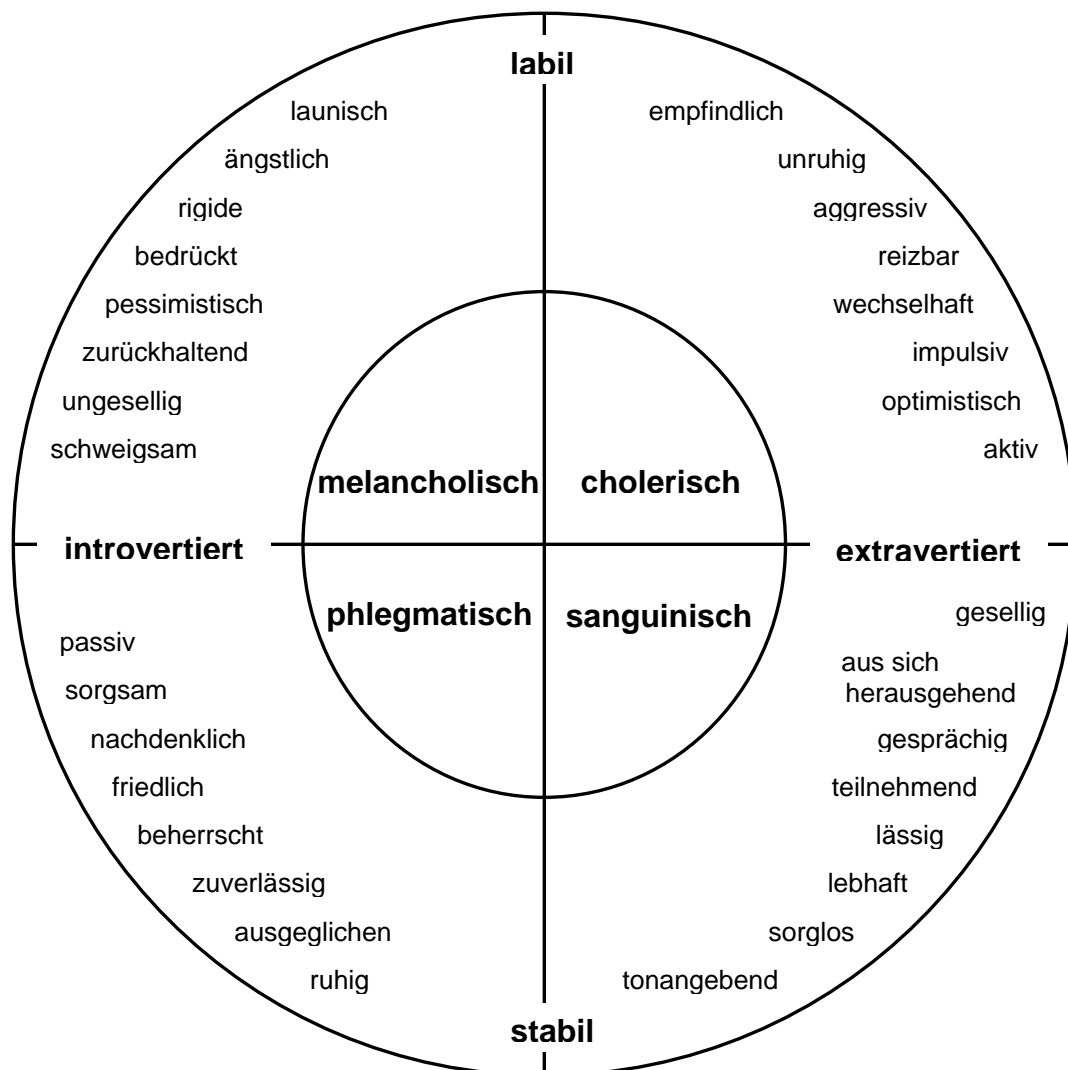 labil
launisch
empfindlich
ängstlich
unruhig
rigide
aggressiv
bedrückt
reizbar
pessimistisch
wechselhaft
zurückhaltend
impulsiv
ungesellig
optimistisch
schweigsam
aktiv
melancholisch
cholerisch
introvertiert
extravertiert
phlegmatisch
sanguinisch
gesellig
passiv
aus sich
herausgehend
sorgsam
nachdenklich
gesprächig
friedlich
teilnehmend
beherrscht
lässig
zuverlässig
lebhaft
ausgeglichen
sorglos
ruhig
tonangebend
stabil